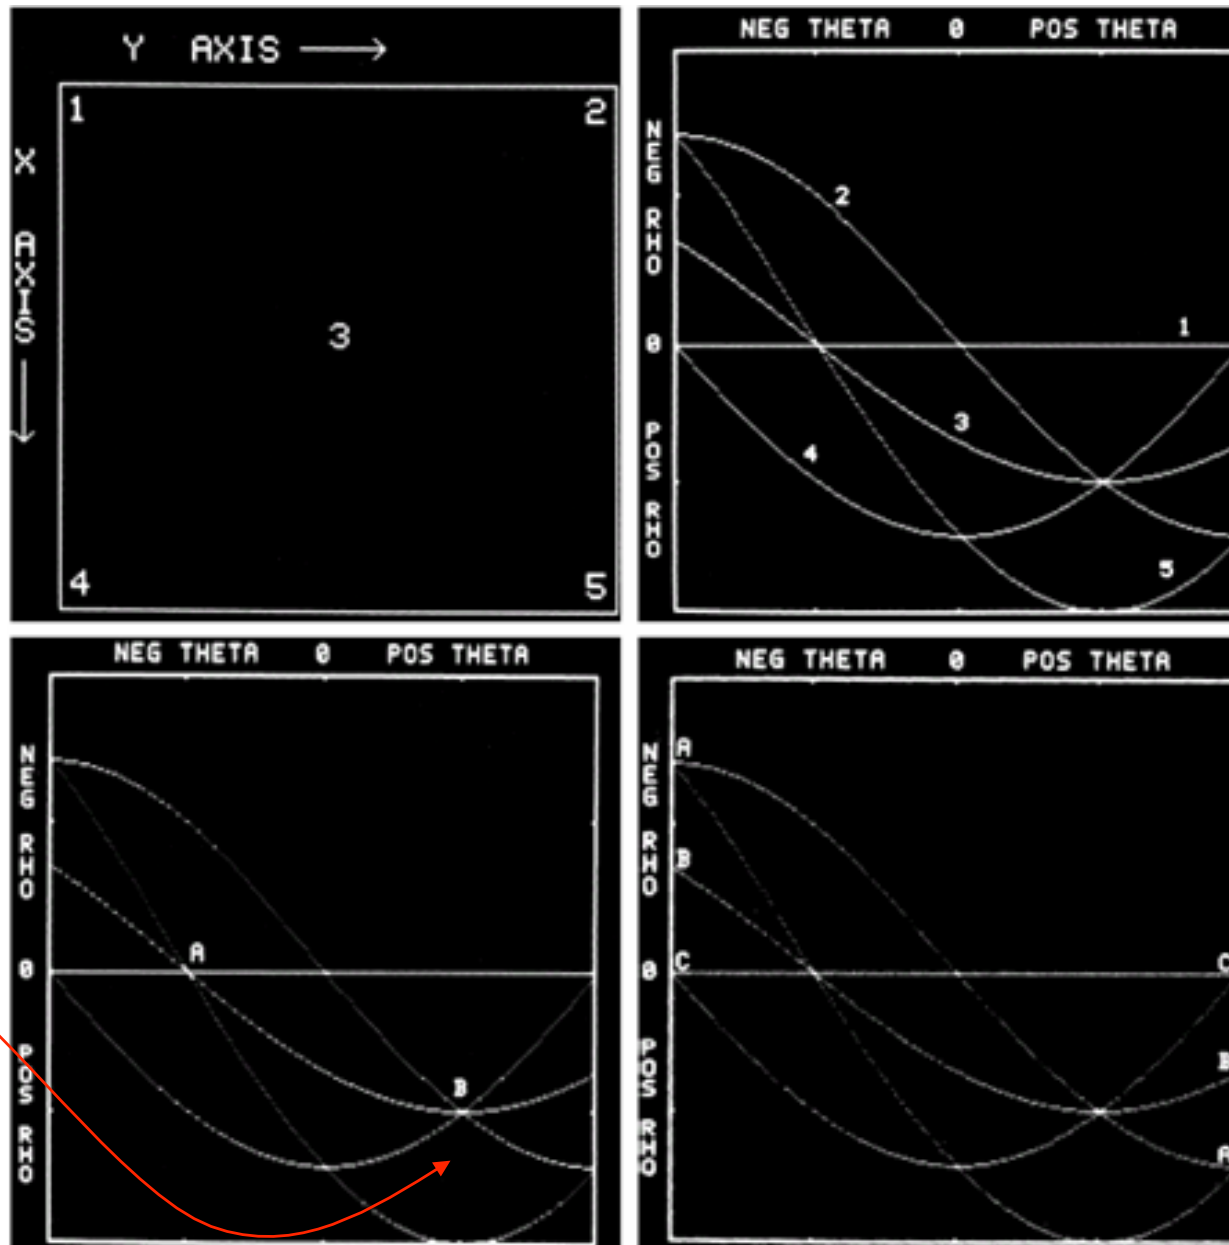 Y AXIS
1 2
X AXIS
3
4 5
NEG THETA 0 POS THETA
NEG RHO 0 POS RHO
2
1
3
4
5
NEG THETA 0 POS THETA
NEG RHO 0 POS RHO
A
B
NEG THETA 0 POS THETA
NEG RHO 0 POS RHO
A
B
C C
B
A